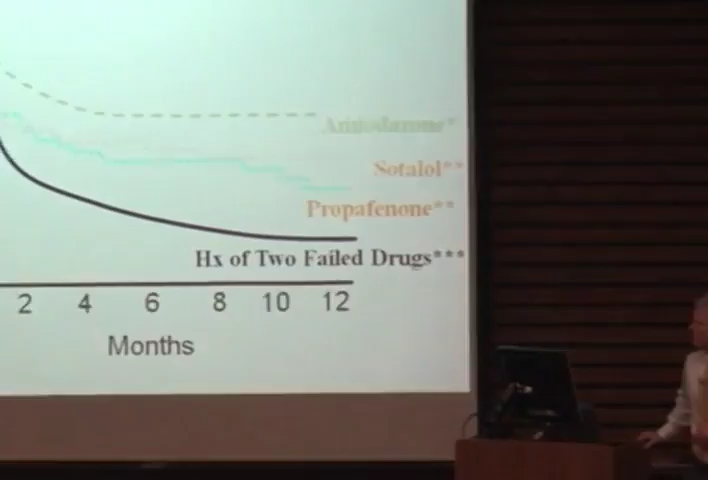 Amiodarone*
Sotalol**
Propafenone**
Hx of Two Failed Drugs***
2 4 6 8 10 12
Months